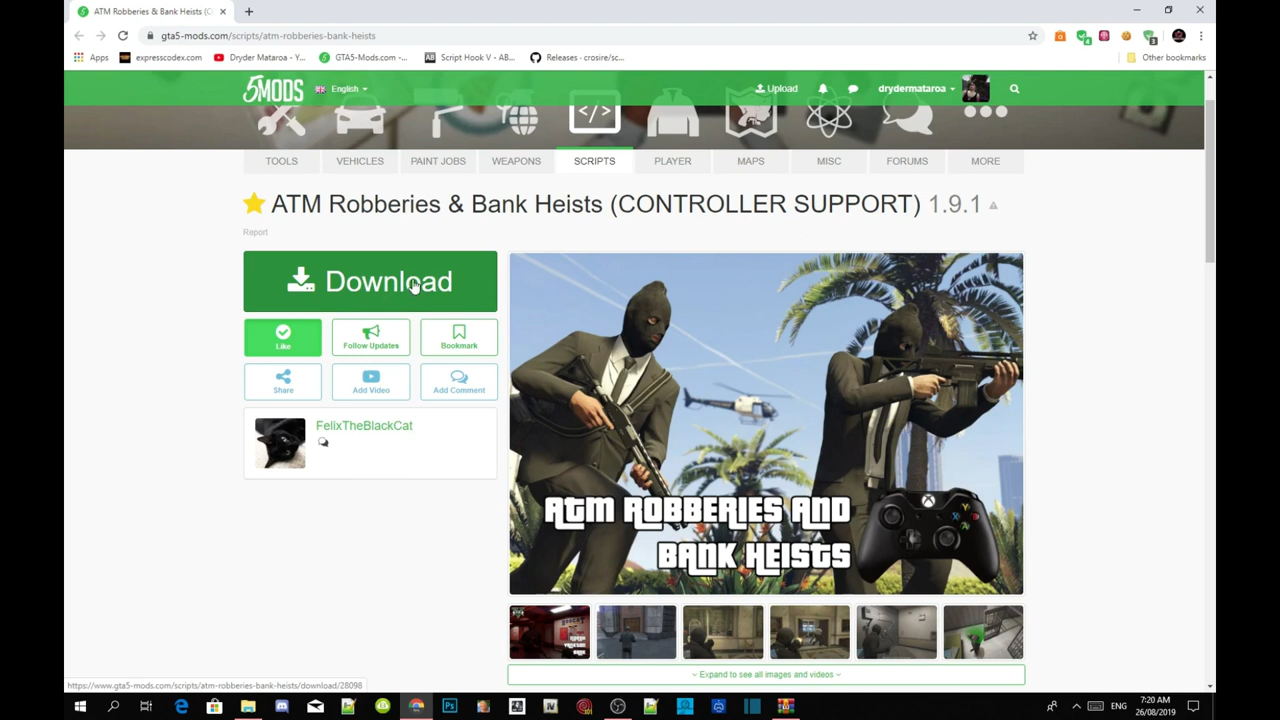 ATM Robberies & Bank Heists (C
gta5-mods.com/scripts/atm-robberies-bank-heists
Apps
expresscodex.com
Dryder Mataroa - Y...
GTA5-Mods.com -...
Script Hook V - AB...
Releases · crosire/sc...
Other bookmarks
5MODS
English
Upload
drydermataroa
TOOLS
VEHICLES
PAINT JOBS
WEAPONS
SCRIPTS
PLAYER
MAPS
MISC
FORUMS
MORE
ATM Robberies & Bank Heists (CONTROLLER SUPPORT) 1.9.1
Report
Download
Like
Follow Updates
Bookmark
Share
Add Video
Add Comment
FelixTheBlackCat
ATM ROBBERIES AND
BANK HEISTS
Expand to see all images and videos
https://www.gta5-mods.com/scripts/atm-robberies-bank-heists/download/28098
ENG
7:20 AM
26/08/2019